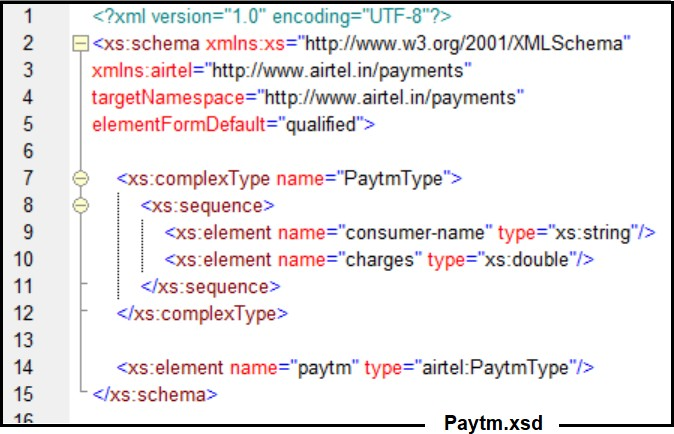 1 <?xml version="1.0" encoding="UTF-8"?>
2 <xs:schema xmlns:xs="http://www.w3.org/2001/XMLSchema"
3 xmlns:airtel="http://www.airtel.in/payments"
4 targetNamespace="http://www.airtel.in/payments"
5 elementFormDefault="qualified">
6
7 <xs:complexType name="PaytmType">
8 <xs:sequence>
9 <xs:element name="consumer-name" type="xs:string"/>
10 <xs:element name="charges" type="xs:double"/>
11 </xs:sequence>
12 </xs:complexType>
13
14 <xs:element name="paytm" type="airtel:PaytmType"/>
15 </xs:schema>
16
Paytm.xsd